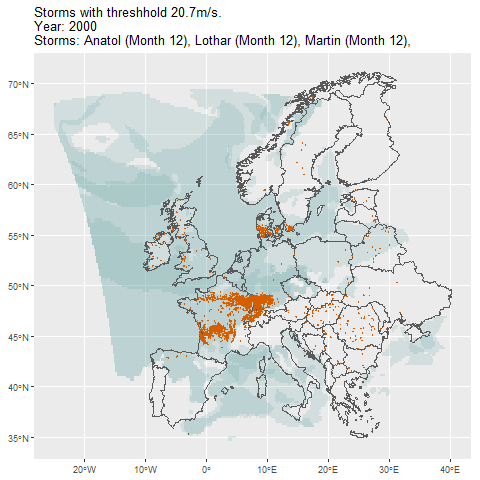 Storms with threshhold 20.7m/s.
Year: 2000
Storms: Anatol (Month 12), Lothar (Month 12), Martin (Month 12),
70°N
65°N
60°N
55°N
50°N
45°N
40°N
35°N
20°W
10°W
0°
10°E
20°E
30°E
40°E